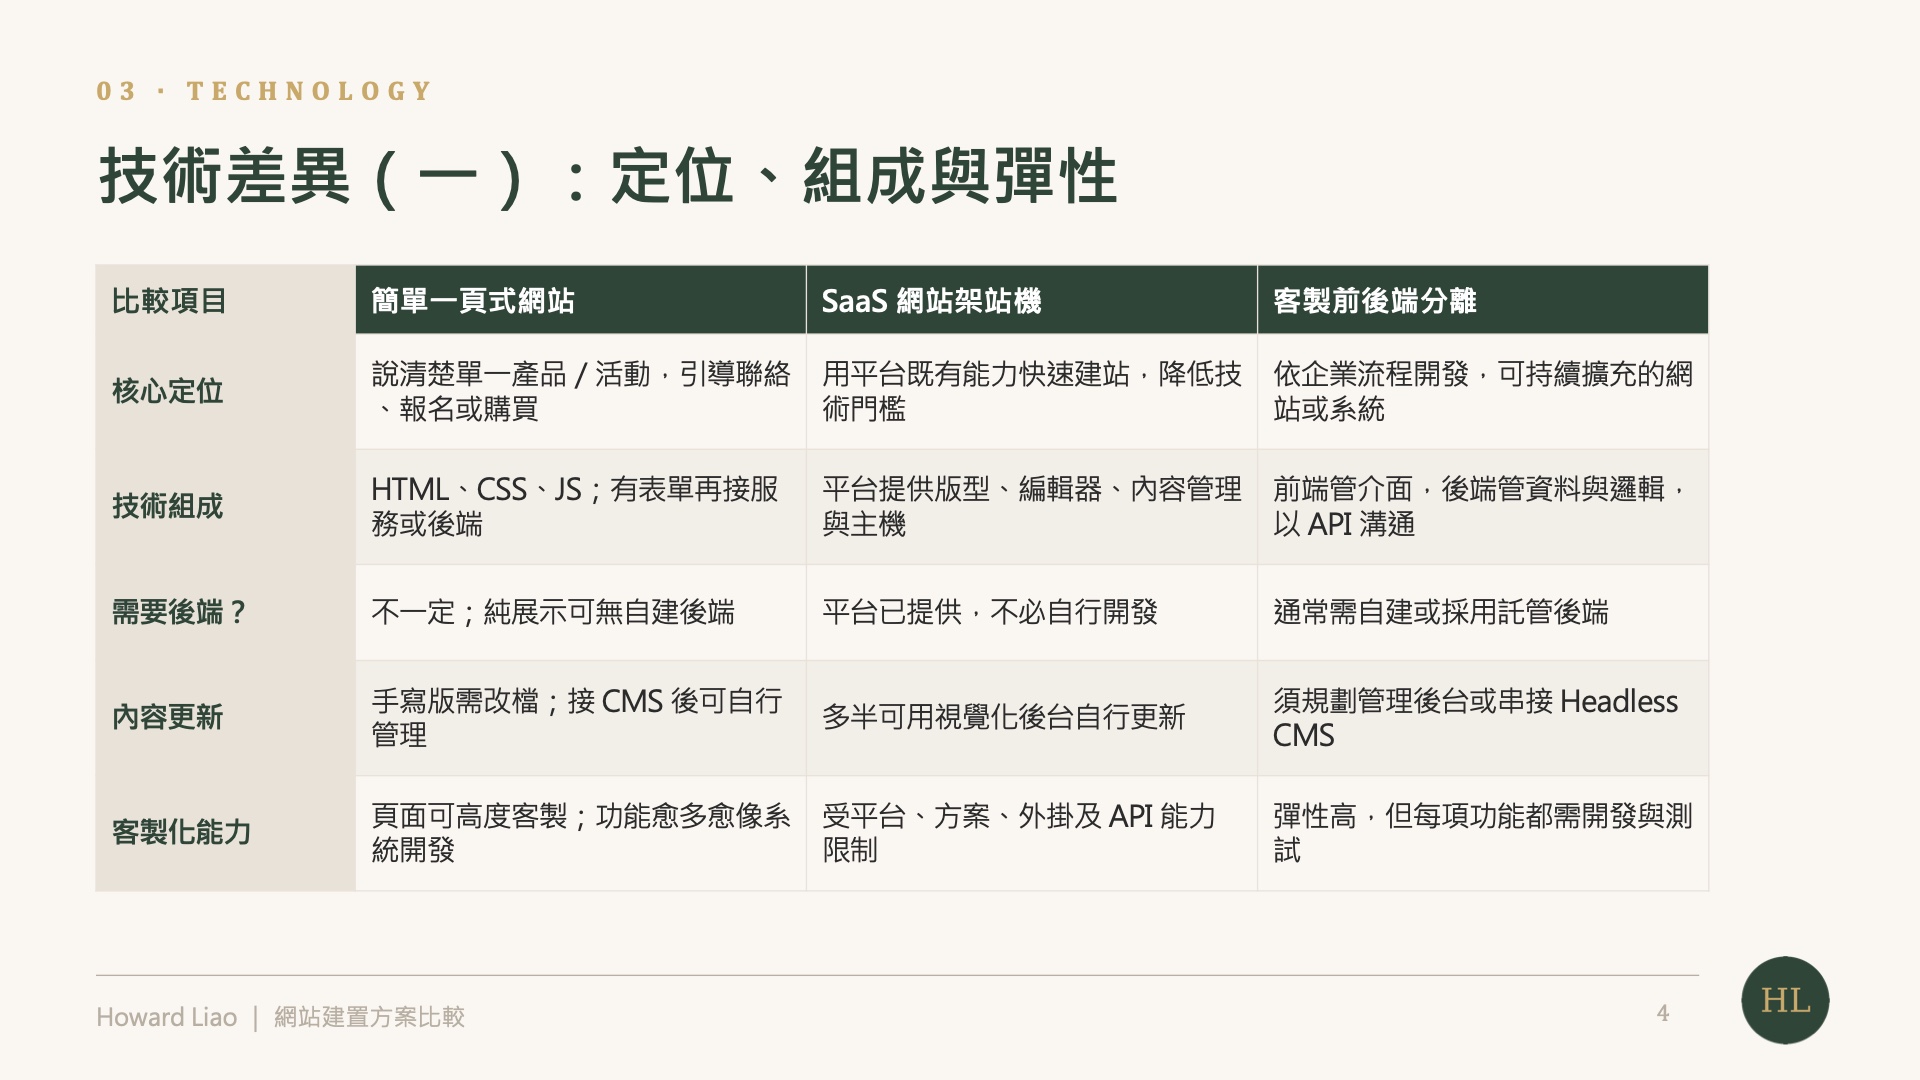 03 · TECHNOLOGY
技術差異（一）：定位、組成與彈性
比較項目
簡單一頁式網站
SaaS 網站架站機
客製前後端分離
核心定位
說清楚單一產品 / 活動，引導聯絡
、報名或購買
用平台既有能力快速建站，降低技
術門檻
依企業流程開發，可持續擴充的網
站或系統
技術組成
HTML、CSS、JS；有表單再接服
務或後端
平台提供版型、編輯器、內容管理
與主機
前端管介面，後端管資料與邏輯，
以 API 溝通
需要後端？
不一定；純展示可無自建後端
平台已提供，不必自行開發
通常需自建或採用託管後端
內容更新
手寫版需改檔；接 CMS 後可自行
管理
多半可用視覺化後台自行更新
須規劃管理後台或串接 Headless
CMS
客製化能力
頁面可高度客製；功能愈多愈像系
統開發
受平台、方案、外掛及 API 能力
限制
彈性高，但每項功能都需開發與測
試
Howard Liao ｜ 網站建置方案比較
4
HL